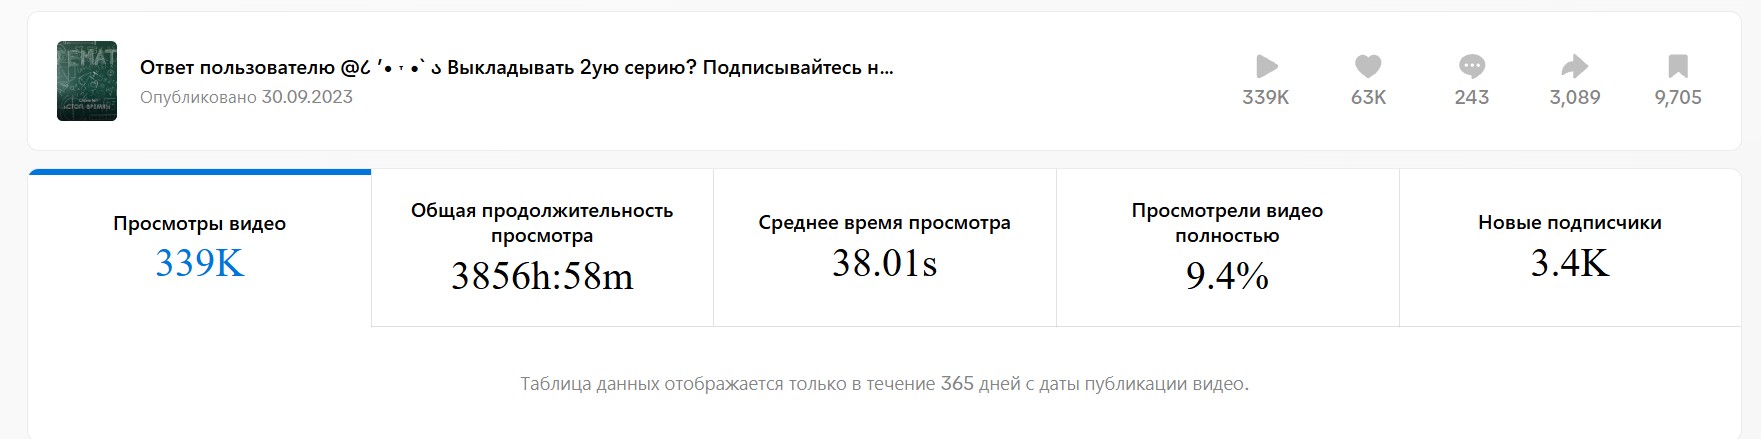 Ответ пользователю @૮ ′• ˕ •` ა Выкладывать 2ую серию? Подписывайтесь н...
Опубликовано 30.09.2023
339K 63K 243 3,089 9,705
Просмотры видео
339K
Общая продолжительность
просмотра
3856h:58m
Среднее время просмотра
38.01s
Просмотрели видео
полностью
9.4%
Новые подписчики
3.4K
Таблица данных отображается только в течение 365 дней с даты публикации видео.